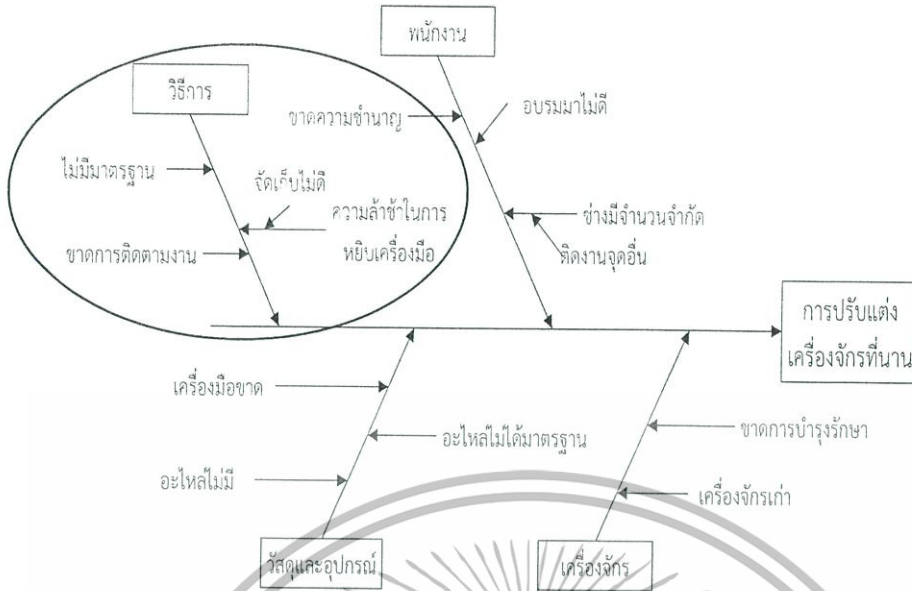 พนักงาน
วิธีการ
ขาดความชำนาญ
อบรมมาไม่ดี
ไม่มีมาตรฐาน
จัดเก็บไม่ดี
ความล่าช้าในการ
หยิบเครื่องมือ
ช่างมีจำนวนจำกัด
ติดงานจุดอื่น
ขาดการติดตามงาน
การปรับแต่ง
เครื่องจักรที่นาน
เครื่องมือขาด
อะไหล่ไม่ได้มาตรฐาน
ขาดการบำรุงรักษา
อะไหล่ไม่มี
เครื่องจักรเก่า
วัสดุและอุปกรณ์
เครื่องจักร